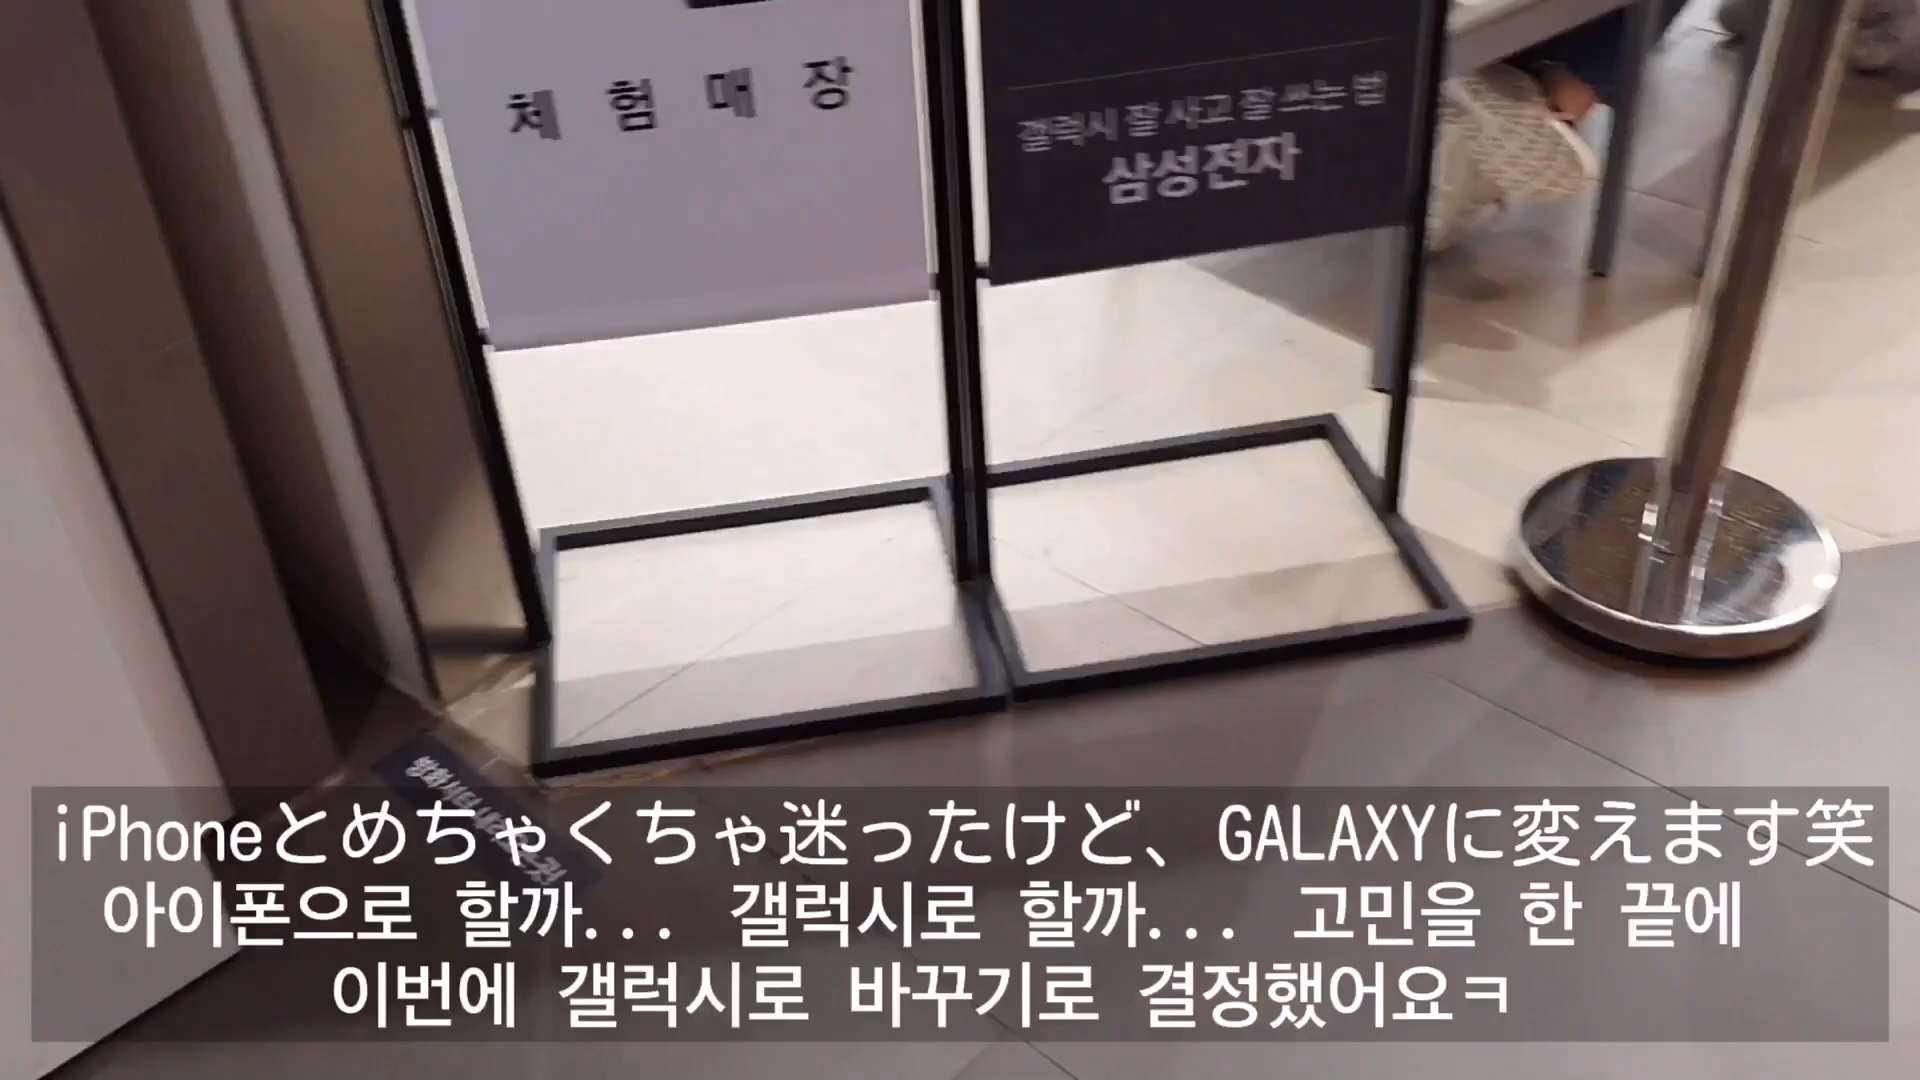 체험매장
갤럭시 잘 사고 잘 쓰는 법
삼성전자
iPhoneとめちゃくちゃ迷ったけど、GALAXYに変えます笑
아이폰으로 할까... 갤럭시로 할까... 고민을 한 끝에
이번에 갤럭시로 바꾸기로 결정했어요ㅋ